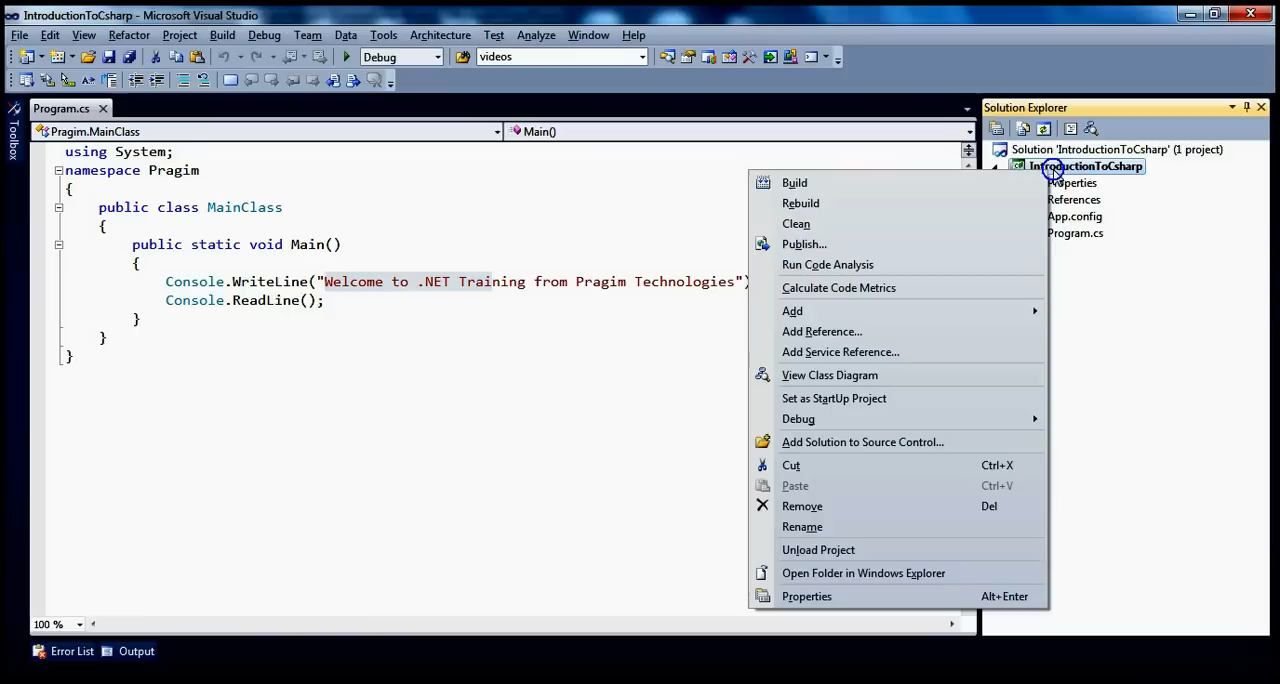 IntroductionToCsharp - Microsoft Visual Studio
File Edit View Refactor Project Build Debug Team Data Tools Architecture Test Analyze Window Help
Debug videos
Toolbox
Program.cs
Pragim.MainClass Main()
using System;
namespace Pragim
{
public class MainClass
{
public static void Main()
{
Console.WriteLine("Welcome to .NET Training from Pragim Technologies")
Console.ReadLine();
}
}
}
100 %
Build
Rebuild
Clean
Publish...
Run Code Analysis
Calculate Code Metrics
Add
Add Reference...
Add Service Reference...
View Class Diagram
Set as StartUp Project
Debug
Add Solution to Source Control...
Cut Ctrl+X
Paste Ctrl+V
Remove Del
Rename
Unload Project
Open Folder in Windows Explorer
Properties Alt+Enter
Solution Explorer
Solution 'IntroductionToCsharp' (1 project)
IntroductionToCsharp
Properties
References
App.config
Program.cs
Error List Output